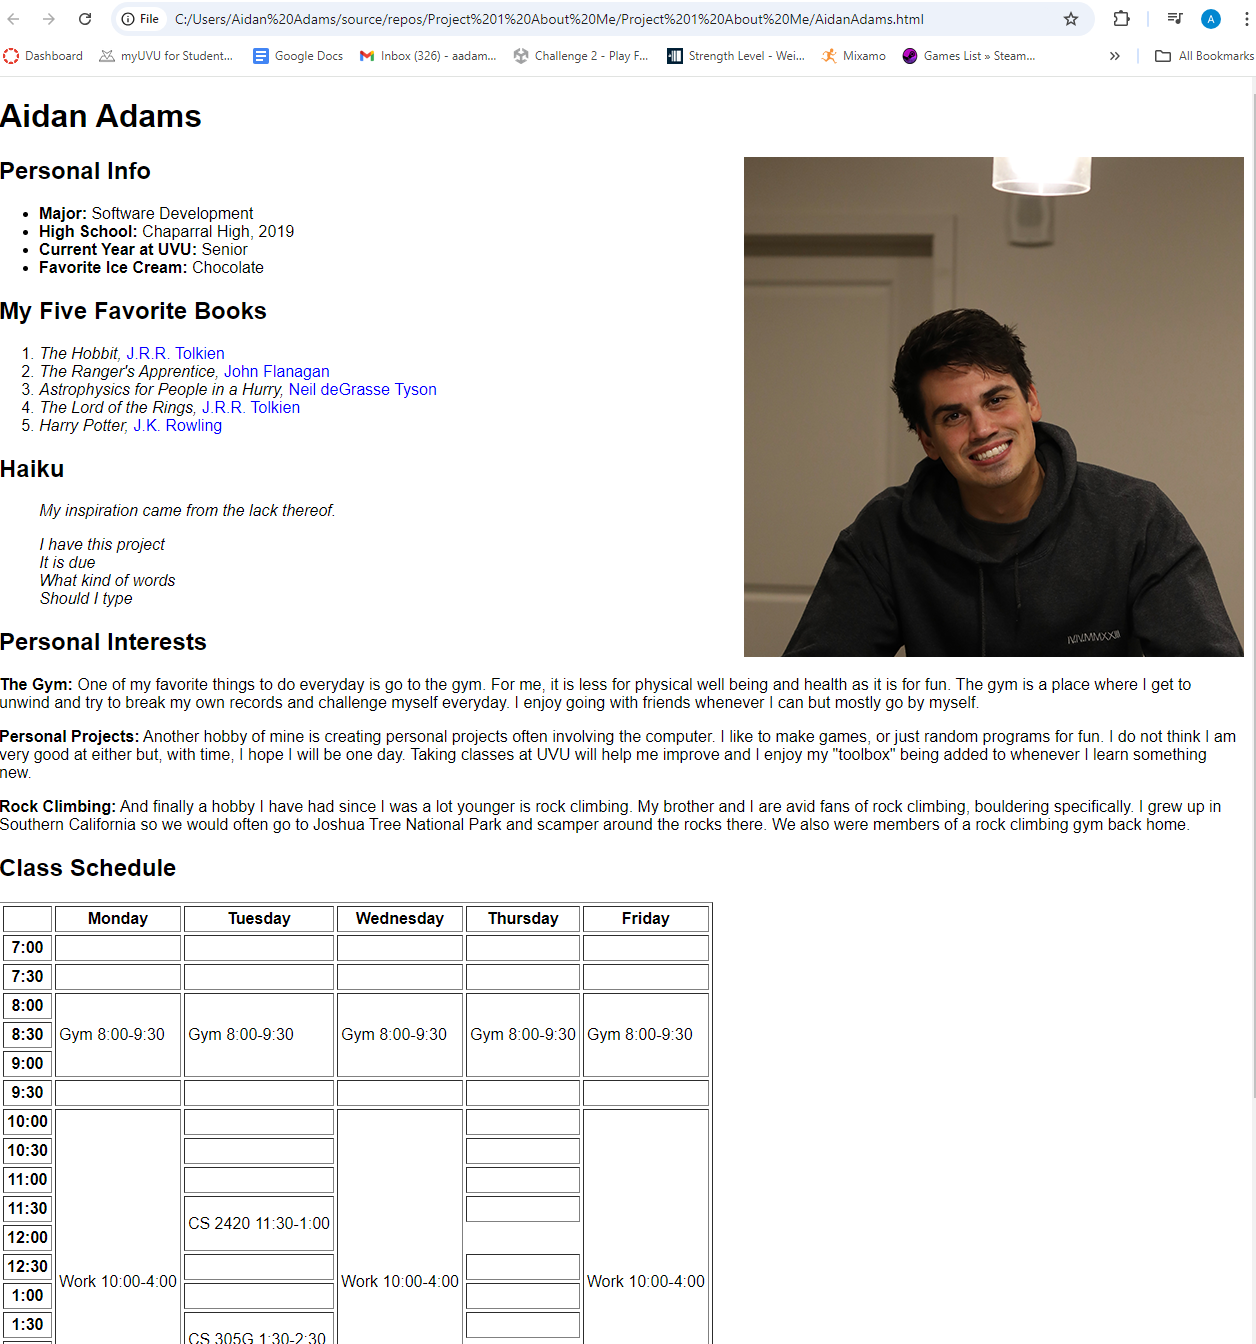 File C:/Users/Aidan%20Adams/source/repos/Project%201%20About%20Me/Project%201%20About%20Me/AidanAdams.html A
Dashboard myUVU for Student... Google Docs Inbox (326) - aadam... Challenge 2 - Play F... Strength Level - Wei... Mixamo Games List » Steam... » All Bookmarks
Aidan Adams
Personal Info
• Major: Software Development
• High School: Chaparral High, 2019
• Current Year at UVU: Senior
• Favorite Ice Cream: Chocolate
My Five Favorite Books
1. The Hobbit, J.R.R. Tolkien
2. The Ranger's Apprentice, John Flanagan
3. Astrophysics for People in a Hurry, Neil deGrasse Tyson
4. The Lord of the Rings, J.R.R. Tolkien
5. Harry Potter, J.K. Rowling
Haiku
My inspiration came from the lack thereof.
I have this project
It is due
What kind of words
Should I type
IV.IV.MMXXIII
Personal Interests
The Gym: One of my favorite things to do everyday is go to the gym. For me, it is less for physical well being and health as it is for fun. The gym is a place where I get to
unwind and try to break my own records and challenge myself everyday. I enjoy going with friends whenever I can but mostly go by myself.
Personal Projects: Another hobby of mine is creating personal projects often involving the computer. I like to make games, or just random programs for fun. I do not think I am
very good at either but, with time, I hope I will be one day. Taking classes at UVU will help me improve and I enjoy my "toolbox" being added to whenever I learn something
new.
Rock Climbing: And finally a hobby I have had since I was a lot younger is rock climbing. My brother and I are avid fans of rock climbing, bouldering specifically. I grew up in
Southern California so we would often go to Joshua Tree National Park and scamper around the rocks there. We also were members of a rock climbing gym back home.
Class Schedule
Monday Tuesday Wednesday Thursday Friday
7:00
7:30
8:00
8:30 Gym 8:00-9:30 Gym 8:00-9:30 Gym 8:00-9:30 Gym 8:00-9:30 Gym 8:00-9:30
9:00
9:30
10:00
10:30
11:00
11:30
CS 2420 11:30-1:00
12:00
12:30
Work 10:00-4:00 Work 10:00-4:00 Work 10:00-4:00
1:00
1:30
CS 305G 1:30-2:30